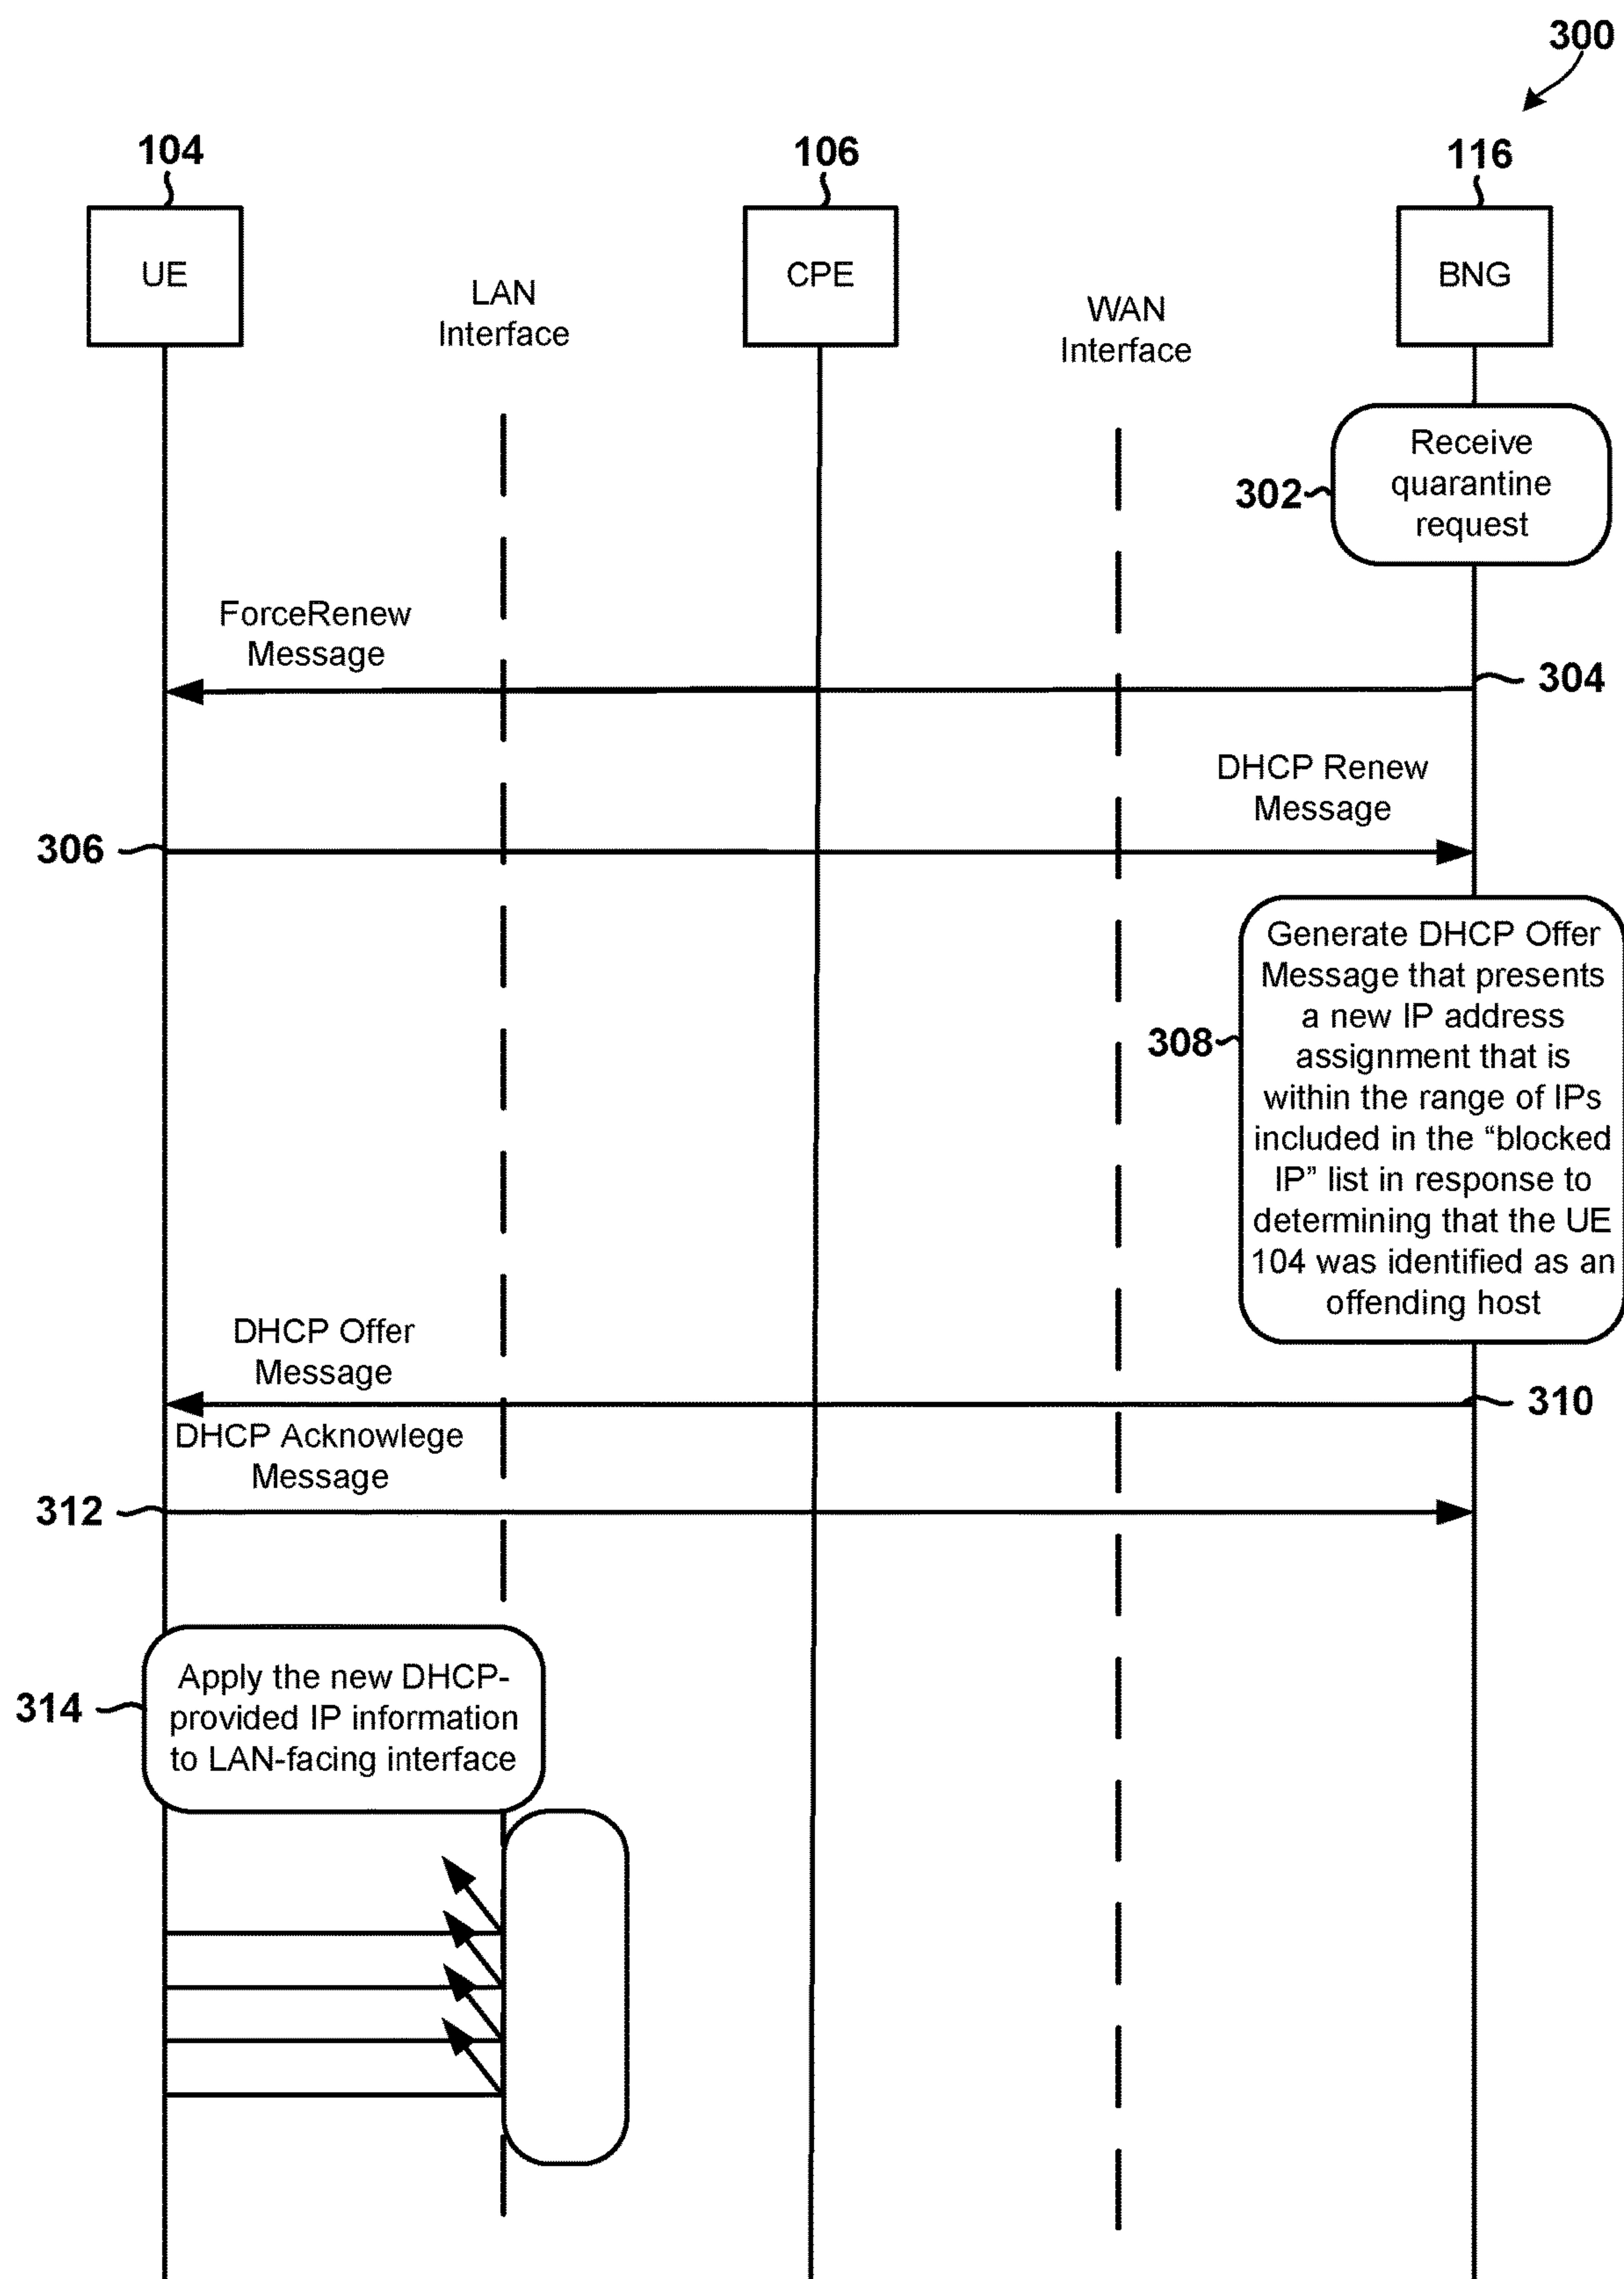 300
104
106
116
UE
CPE
BNG
LAN
Interface
WAN
Interface
Receive
quarantine
request
302
ForceRenew
Message
304
DHCP Renew
Message
306
Generate DHCP Offer
Message that presents
a new IP address
assignment that is
within the range of IPs
included in the “blocked
IP” list in response to
determining that the UE
104 was identified as an
offending host
308
DHCP Offer
Message
310
DHCP Acknowlege
Message
312
Apply the new DHCP-
provided IP information
to LAN-facing interface
314